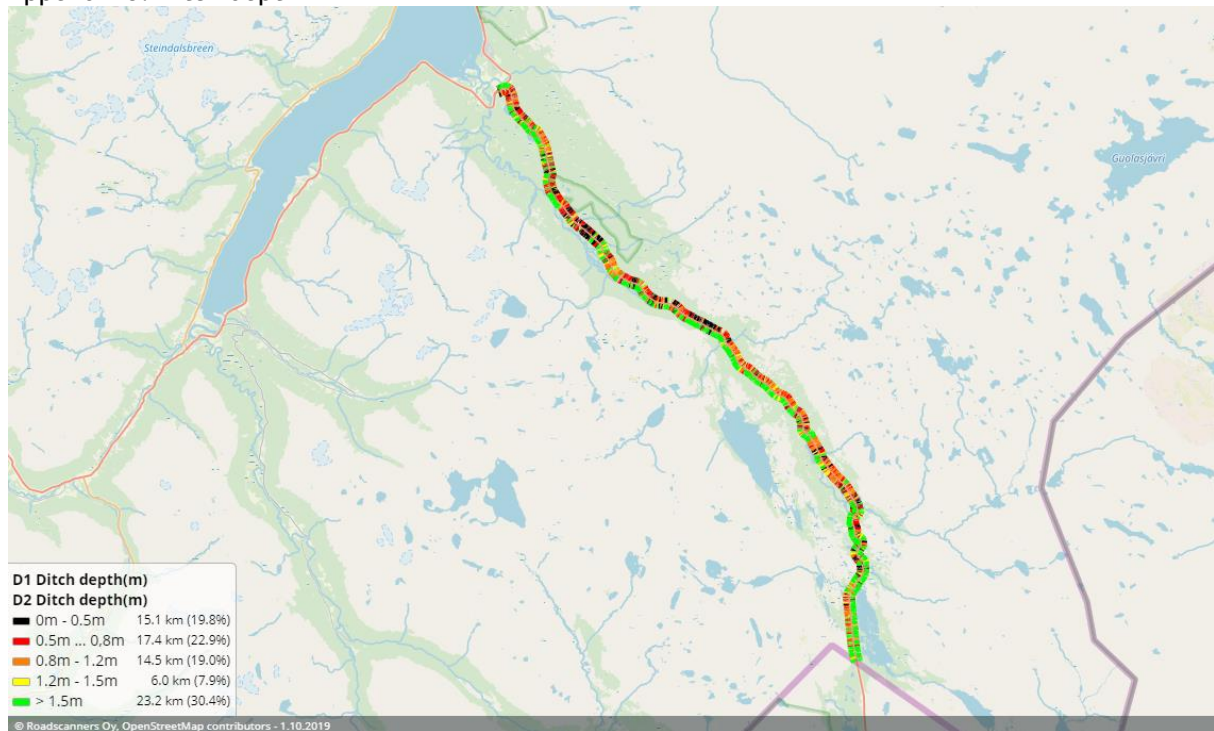 Steindalsbreen
Guolasjávri
D1 Ditch depth(m)
D2 Ditch depth(m)
0m - 0.5m 15.1 km (19.8%)
0.5m ... 0,8m 17.4 km (22.9%)
0.8m - 1.2m 14.5 km (19.0%)
1.2m - 1.5m 6.0 km (7.9%)
> 1.5m 23.2 km (30.4%)
© Roadscanners Oy, OpenStreetMap contributors - 1.10.2019